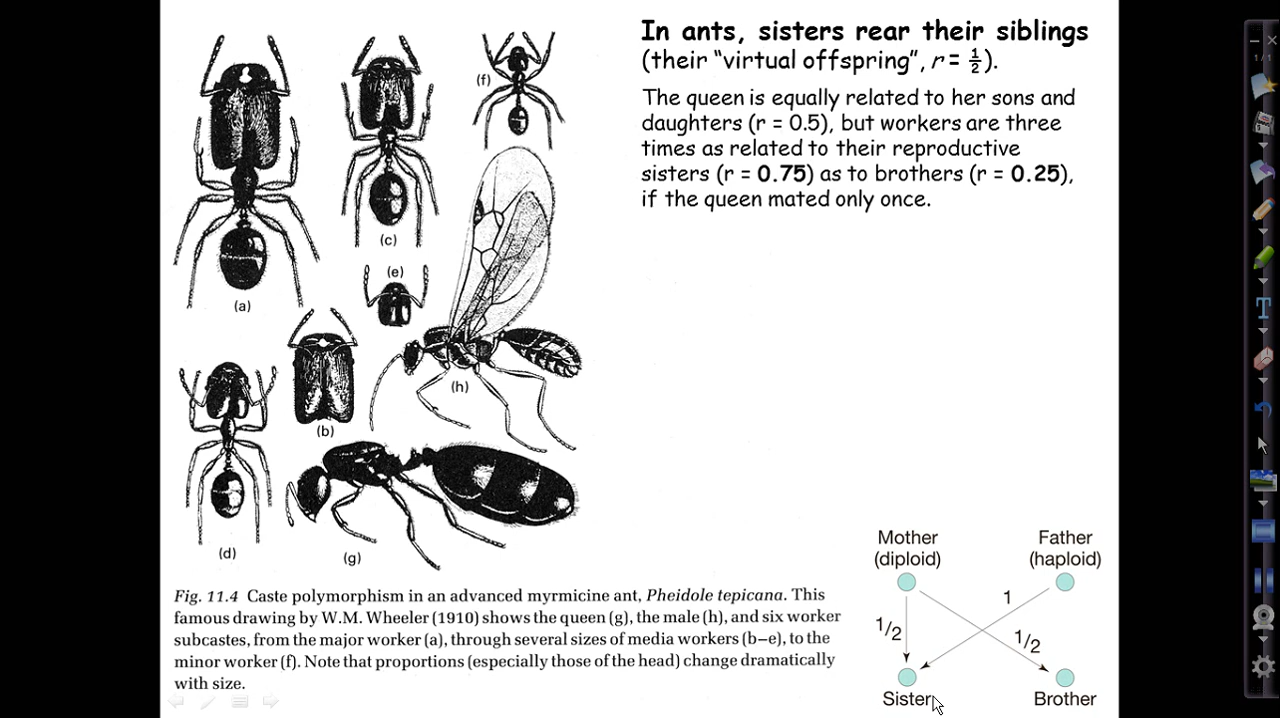 In ants, sisters rear their siblings
(their “virtual offspring”, r = ½).
The queen is equally related to her sons and
daughters (r = 0.5), but workers are three
times as related to their reproductive
sisters (r = 0.75) as to brothers (r = 0.25),
if the queen mated only once.
(a)
(c)
(f)
(e)
(b)
(h)
(d)
(g)
Fig. 11.4 Caste polymorphism in an advanced myrmicine ant, Pheidole tepicana. This
famous drawing by W.M. Wheeler (1910) shows the queen (g), the male (h), and six worker
subcastes, from the major worker (a), through several sizes of media workers (b–e), to the
minor worker (f). Note that proportions (especially those of the head) change dramatically
with size.
Mother
(diploid)
Father
(haploid)
1
1/2
1/2
Sister
Brother
1/1